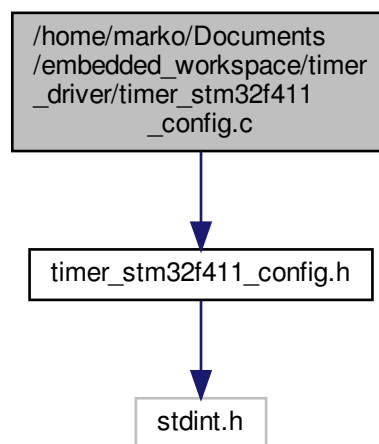 /home/marko/Documents
/embedded_workspace/timer
_driver/timer_stm32f411
_config.c
timer_stm32f411_config.h
stdint.h